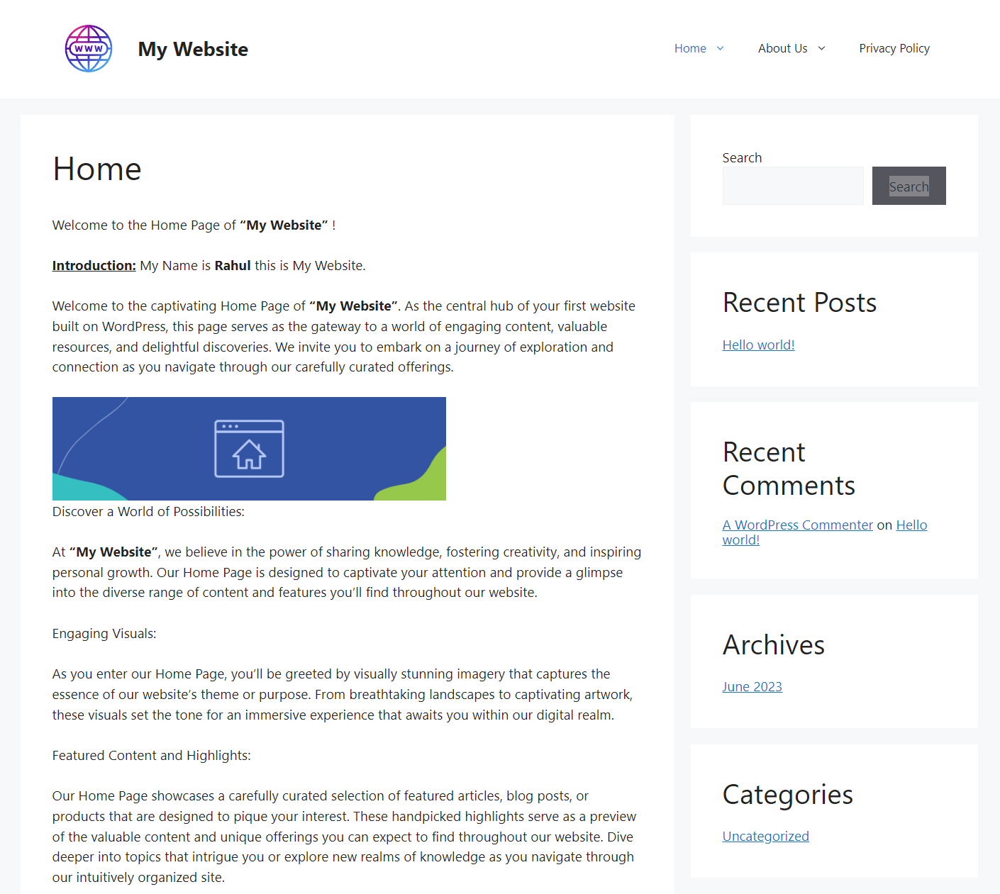 WWW
My Website
Home
About Us
Privacy Policy
Home
Welcome to the Home Page of “My Website” !
Introduction: My Name is Rahul this is My Website.
Welcome to the captivating Home Page of “My Website”. As the central hub of your first website
built on WordPress, this page serves as the gateway to a world of engaging content, valuable
resources, and delightful discoveries. We invite you to embark on a journey of exploration and
connection as you navigate through our carefully curated offerings.
Discover a World of Possibilities:
At “My Website”, we believe in the power of sharing knowledge, fostering creativity, and inspiring
personal growth. Our Home Page is designed to captivate your attention and provide a glimpse
into the diverse range of content and features you’ll find throughout our website.
Engaging Visuals:
As you enter our Home Page, you’ll be greeted by visually stunning imagery that captures the
essence of our website’s theme or purpose. From breathtaking landscapes to captivating artwork,
these visuals set the tone for an immersive experience that awaits you within our digital realm.
Featured Content and Highlights:
Our Home Page showcases a carefully curated selection of featured articles, blog posts, or
products that are designed to pique your interest. These handpicked highlights serve as a preview
of the valuable content and unique offerings you can expect to find throughout our website. Dive
deeper into topics that intrigue you or explore new realms of knowledge as you navigate through
our intuitively organized site.
Search
Search
Recent Posts
Hello world!
Recent
Comments
A WordPress Commenter on Hello
world!
Archives
June 2023
Categories
Uncategorized